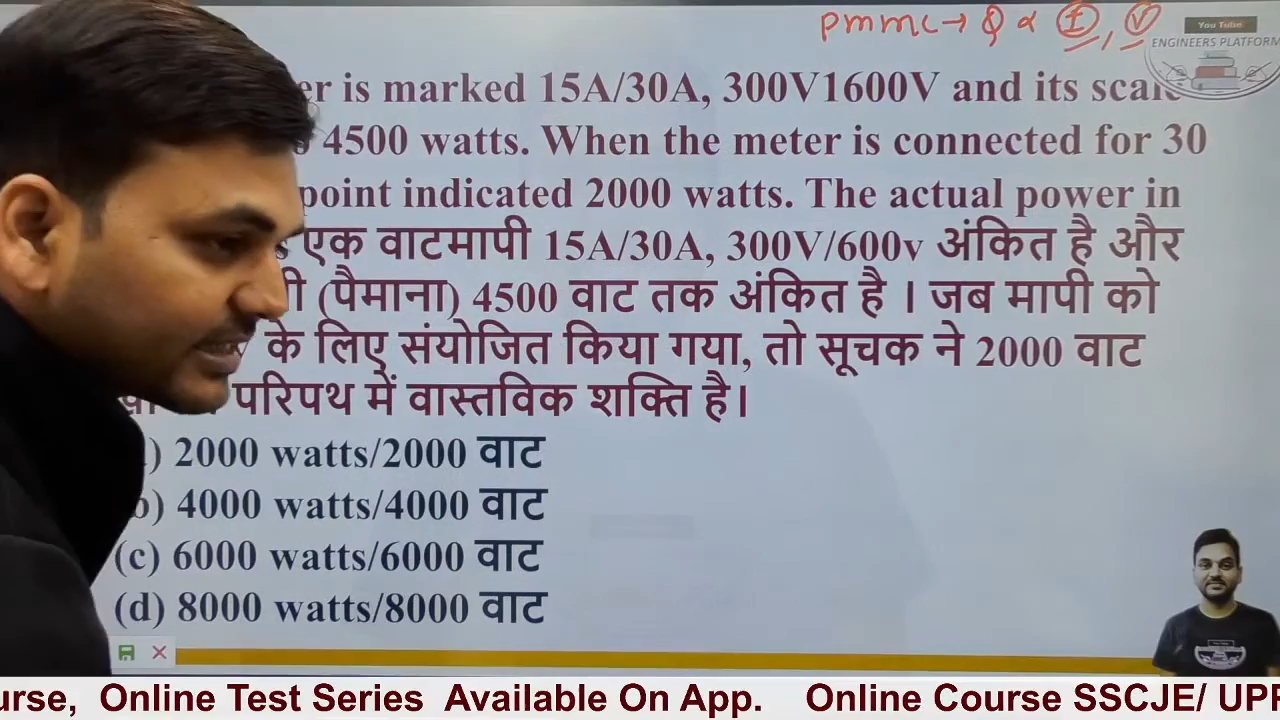 PMMC → θ ∝ I, V
You Tube
ENGINEERS PLATFORM
er is marked 15A/30A, 300V1600V and its scale
4500 watts. When the meter is connected for 30
point indicated 2000 watts. The actual power in
एक वाटमापी 15A/30A, 300V/600v अंकित है और
(पैमाना) 4500 वाट तक अंकित है । जब मापी को
के लिए संयोजित किया गया, तो सूचक ने 2000 वाट
परिपथ में वास्तविक शक्ति है।
) 2000 watts/2000 वाट
b) 4000 watts/4000 वाट
(c) 6000 watts/6000 वाट
(d) 8000 watts/8000 वाट
urse, Online Test Series Available On App. Online Course SSCJE/ UPP